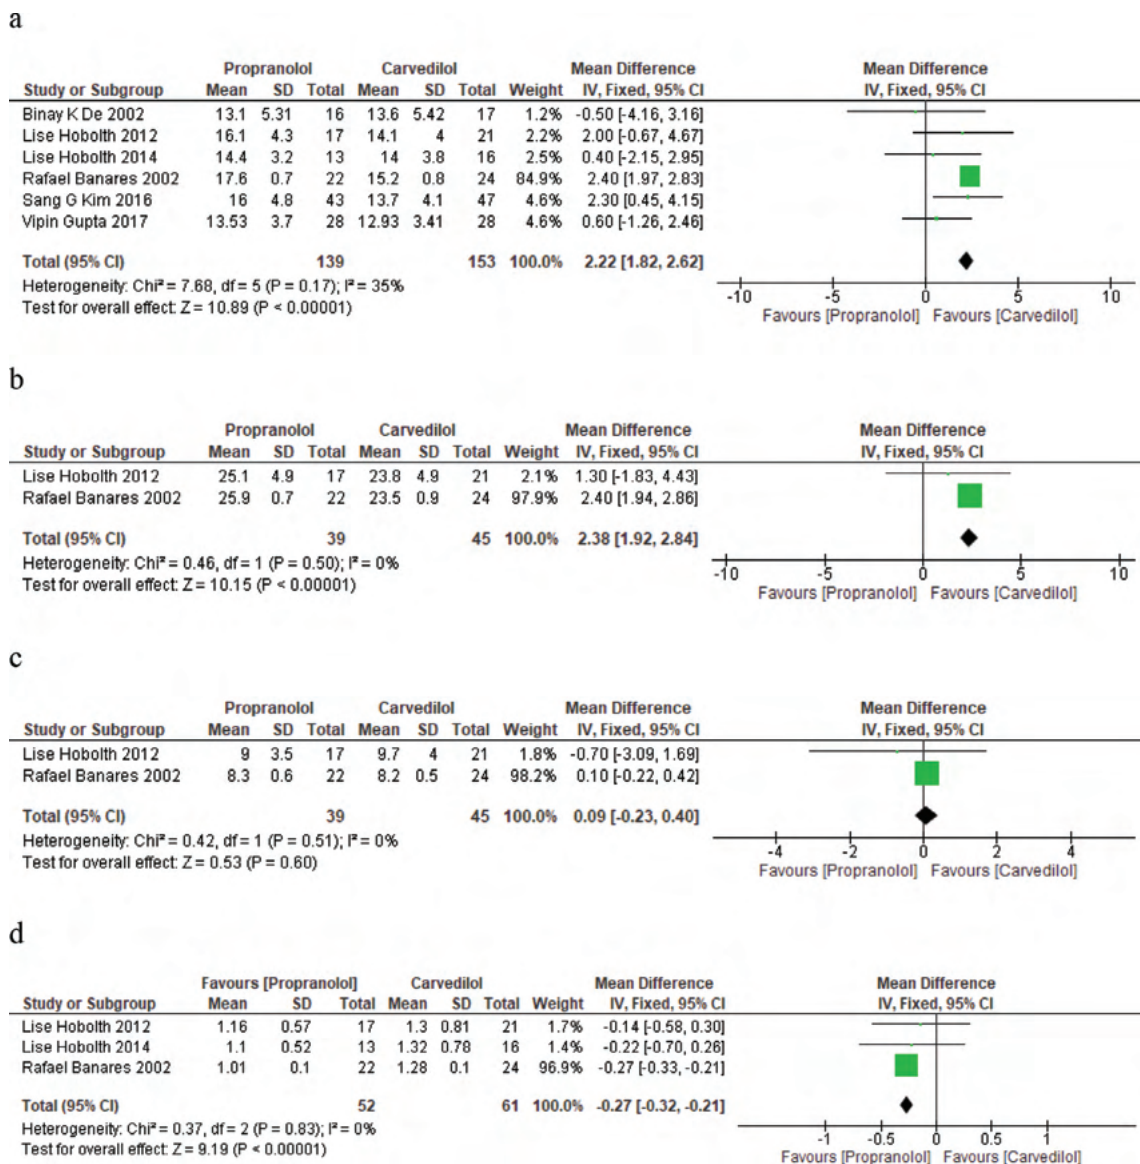 a
Propranolol Carvedilol Mean Difference Mean Difference
Study or Subgroup Mean SD Total Mean SD Total Weight IV, Fixed, 95% CI IV, Fixed, 95% CI
Binay K De 2002 13.1 5.31 16 13.6 5.42 17 1.2% -0.50 [-4.16, 3.16]
Lise Hobolth 2012 16.1 4.3 17 14.1 4 21 2.2% 2.00 [-0.67, 4.67]
Lise Hobolth 2014 14.4 3.2 13 14 3.8 16 2.5% 0.40 [-2.15, 2.95]
Rafael Banares 2002 17.6 0.7 22 15.2 0.8 24 84.9% 2.40 [1.97, 2.83]
Sang G Kim 2016 16 4.8 43 13.7 4.1 47 4.6% 2.30 [0.45, 4.15]
Vipin Gupta 2017 13.53 3.7 28 12.93 3.41 28 4.6% 0.60 [-1.26, 2.46]
Total (95% CI) 139 153 100.0% 2.22 [1.82, 2.62]
Heterogeneity: Chi² = 7.68, df = 5 (P = 0.17); I² = 35%
Test for overall effect: Z = 10.89 (P < 0.00001)
-10 -5 0 5 10
Favours [Propranolol] Favours [Carvedilol]
b
Propranolol Carvedilol Mean Difference Mean Difference
Study or Subgroup Mean SD Total Mean SD Total Weight IV, Fixed, 95% CI IV, Fixed, 95% CI
Lise Hobolth 2012 25.1 4.9 17 23.8 4.9 21 2.1% 1.30 [-1.83, 4.43]
Rafael Banares 2002 25.9 0.7 22 23.5 0.9 24 97.9% 2.40 [1.94, 2.86]
Total (95% CI) 39 45 100.0% 2.38 [1.92, 2.84]
Heterogeneity: Chi² = 0.46, df = 1 (P = 0.50); I² = 0%
Test for overall effect: Z = 10.15 (P < 0.00001)
-10 -5 0 5 10
Favours [Propranolol] Favours [Carvedilol]
c
Propranolol Carvedilol Mean Difference Mean Difference
Study or Subgroup Mean SD Total Mean SD Total Weight IV, Fixed, 95% CI IV, Fixed, 95% CI
Lise Hobolth 2012 9 3.5 17 9.7 4 21 1.8% -0.70 [-3.09, 1.69]
Rafael Banares 2002 8.3 0.6 22 8.2 0.5 24 98.2% 0.10 [-0.22, 0.42]
Total (95% CI) 39 45 100.0% 0.09 [-0.23, 0.40]
Heterogeneity: Chi² = 0.42, df = 1 (P = 0.51); I² = 0%
Test for overall effect: Z = 0.53 (P = 0.60)
-4 -2 0 2 4
Favours [Propranolol] Favours [Carvedilol]
d
Favours [Propranolol] Carvedilol Mean Difference Mean Difference
Study or Subgroup Mean SD Total Mean SD Total Weight IV, Fixed, 95% CI IV, Fixed, 95% CI
Lise Hobolth 2012 1.16 0.57 17 1.3 0.81 21 1.7% -0.14 [-0.58, 0.30]
Lise Hobolth 2014 1.1 0.52 13 1.32 0.78 16 1.4% -0.22 [-0.70, 0.26]
Rafael Banares 2002 1.01 0.1 22 1.28 0.1 24 96.9% -0.27 [-0.33, -0.21]
Total (95% CI) 52 61 100.0% -0.27 [-0.32, -0.21]
Heterogeneity: Chi² = 0.37, df = 2 (P = 0.83); I² = 0%
Test for overall effect: Z = 9.19 (P < 0.00001)
-1 -0.5 0 0.5 1
Favours [Propranolol] Favours [Carvedilol]